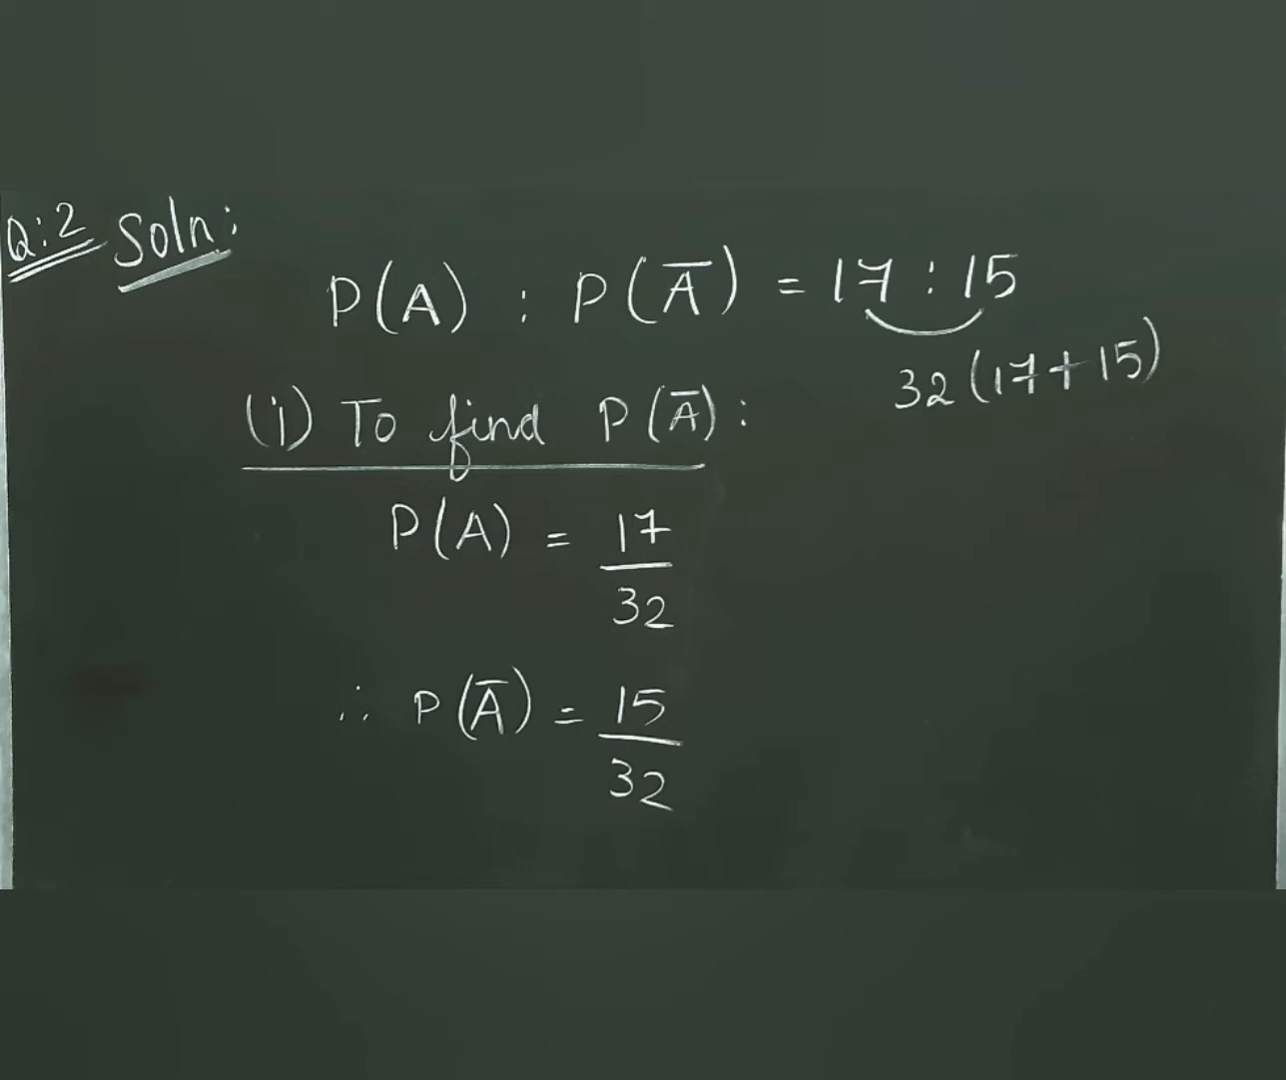 Q:2 Soln:
P(A) : P(Ā) = 17 : 15
32 (17+15)
(i) To find P(Ā):
P(A) = 17/32
∴ P(Ā) = 15/32